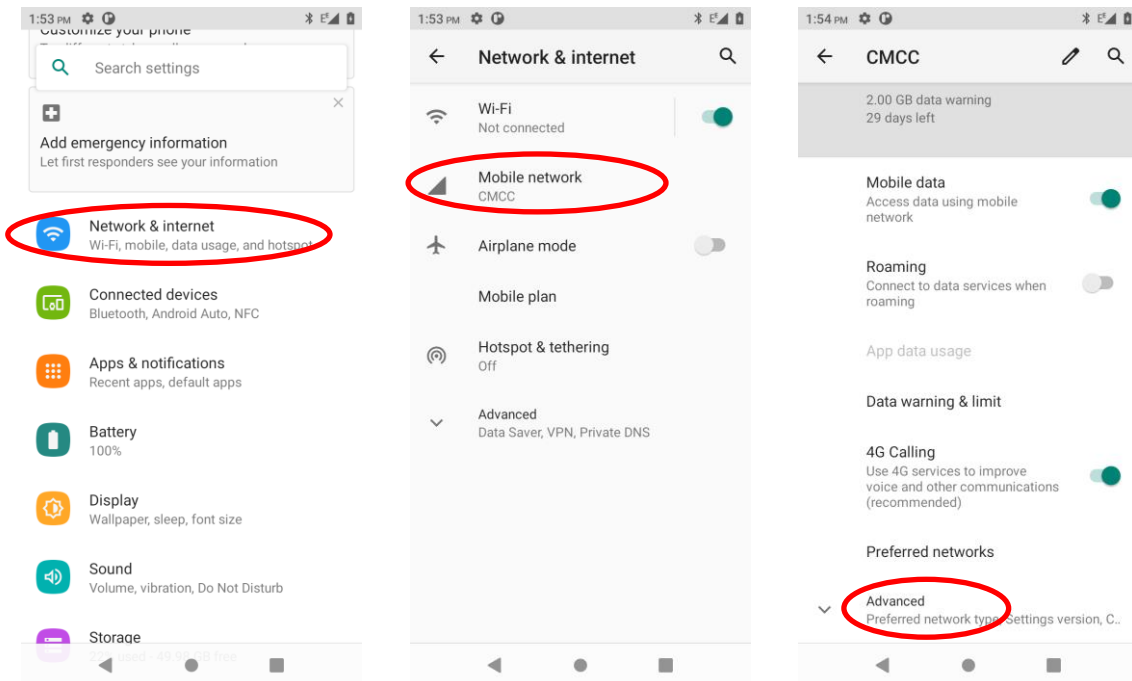 1:53 PM
Customize your phone
Search settings
Add emergency information
Let first responders see your information
Network & internet
Wi-Fi, mobile, data usage, and hotspot
Connected devices
Bluetooth, Android Auto, NFC
Apps & notifications
Recent apps, default apps
Battery
100%
Display
Wallpaper, sleep, font size
Sound
Volume, vibration, Do Not Disturb
Storage
22% used - 49.95 GB free
1:53 PM
Network & internet
Wi-Fi
Not connected
Mobile network
CMCC
Airplane mode
Mobile plan
Hotspot & tethering
Off
Advanced
Data Saver, VPN, Private DNS
1:54 PM
CMCC
2.00 GB data warning
29 days left
Mobile data
Access data using mobile
network
Roaming
Connect to data services when
roaming
App data usage
Data warning & limit
4G Calling
Use 4G services to improve
voice and other communications
(recommended)
Preferred networks
Advanced
Preferred network type, Settings version, C..